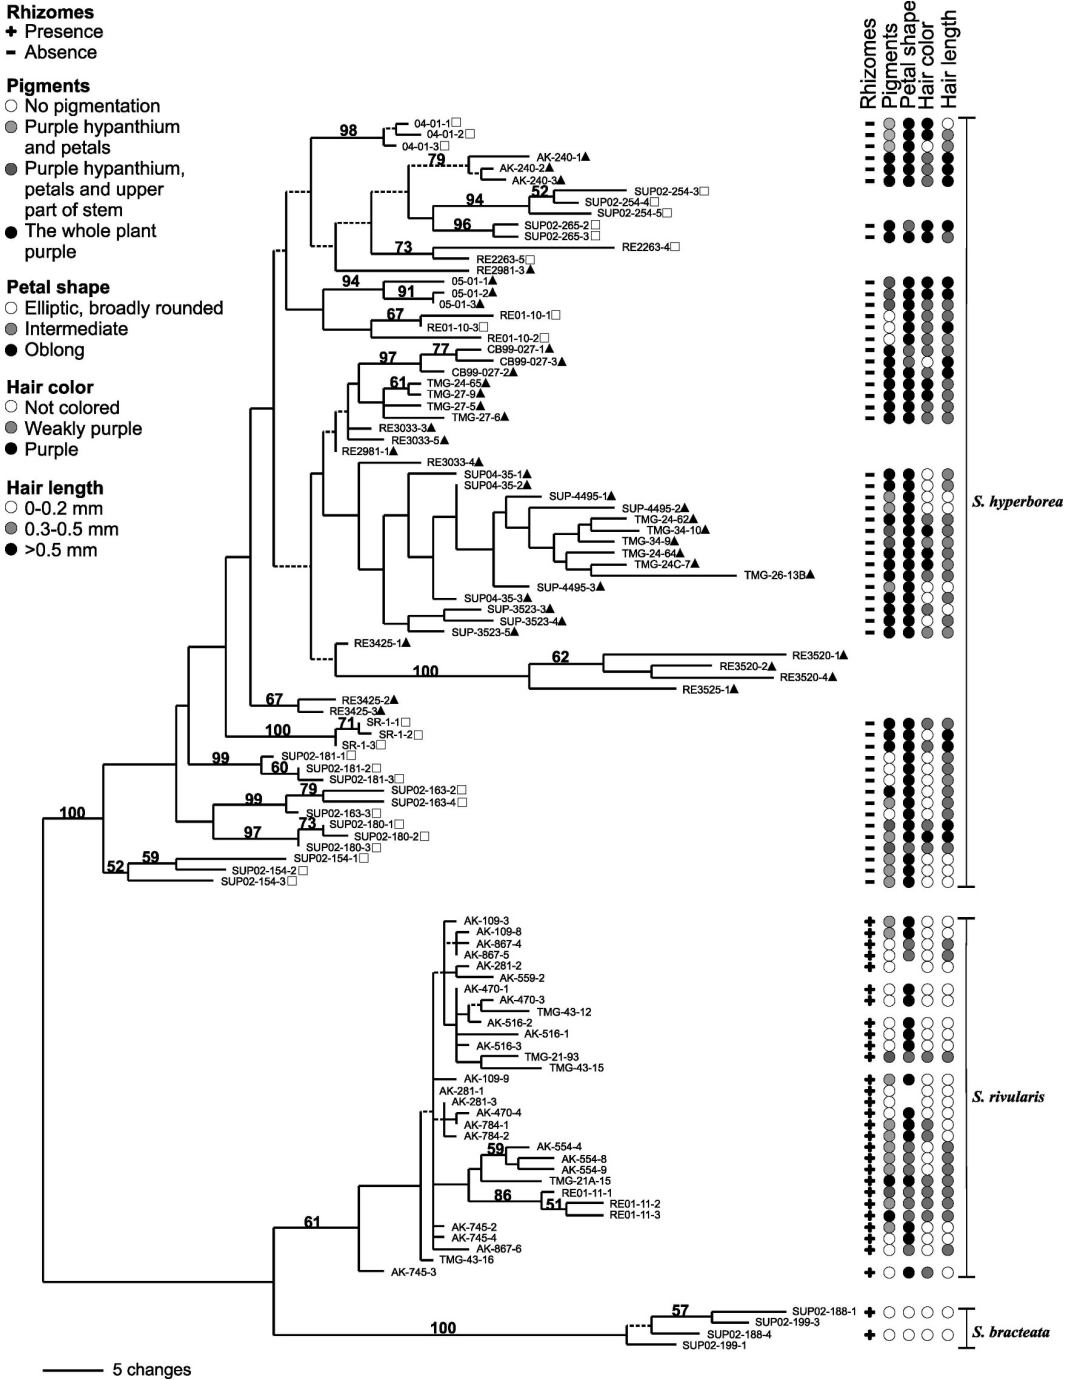 Rhizomes
+ Presence
- Absence
Pigments
No pigmentation
Purple hypanthium
and petals
Purple hypanthium,
petals and upper
part of stem
The whole plant
purple
Petal shape
Elliptic, broadly rounded
Intermediate
Oblong
Hair color
Not colored
Weakly purple
Purple
Hair length
0-0.2 mm
0.3-0.5 mm
>0.5 mm
Rhizomes
Pigments
Petal shape
Hair color
Hair length
98
04-01-1
04-01-2
04-01-3
79
AK-240-1
AK-240-2
AK-240-3
94
52
SUP02-254-3
SUP02-254-4
SUP02-254-5
96
SUP02-265-2
SUP02-265-3
73
RE2263-4
RE2263-5
RE2981-3
94
05-01-1
91
05-01-2
05-01-3
67
RE01-10-1
RE01-10-3
RE01-10-2
97
77
CB99-027-1
CB99-027-3
CB99-027-2
61
TMG-24-65
TMG-27-9
TMG-27-5
TMG-27-6
RE3033-3
RE3033-5
RE2981-1
RE3033-4
SUP04-35-1
SUP04-35-2
SUP-4495-1
SUP-4495-2
TMG-24-62
TMG-34-10
TMG-34-9
TMG-24-64
TMG-24C-7
TMG-26-13B
SUP-4495-3
SUP04-35-3
SUP-3523-3
SUP-3523-4
SUP-3523-5
RE3425-1
100
62
RE3520-1
RE3520-2
RE3520-4
RE3525-1
67
RE3425-2
RE3425-3
100
71
SR-1-1
SR-1-2
SR-1-3
99
60
SUP02-181-1
SUP02-181-2
SUP02-181-3
99
79
SUP02-163-2
SUP02-163-4
SUP02-163-3
97
73
SUP02-180-1
SUP02-180-2
SUP02-180-3
100
52
59
SUP02-154-1
SUP02-154-2
SUP02-154-3
S. hyperborea
AK-109-3
AK-109-8
AK-867-4
AK-867-5
AK-281-2
AK-559-2
AK-470-1
AK-470-3
TMG-43-12
AK-516-2
AK-516-1
AK-516-3
TMG-21-93
TMG-43-15
AK-109-9
AK-281-1
AK-281-3
AK-470-4
AK-784-1
AK-784-2
59
AK-554-4
AK-554-8
AK-554-9
TMG-21A-15
86
RE01-11-1
51
RE01-11-2
RE01-11-3
61
AK-745-2
AK-745-4
AK-867-6
TMG-43-16
AK-745-3
S. rivularis
100
57
SUP02-188-1
SUP02-199-3
SUP02-188-4
SUP02-199-1
S. bracteata
5 changes